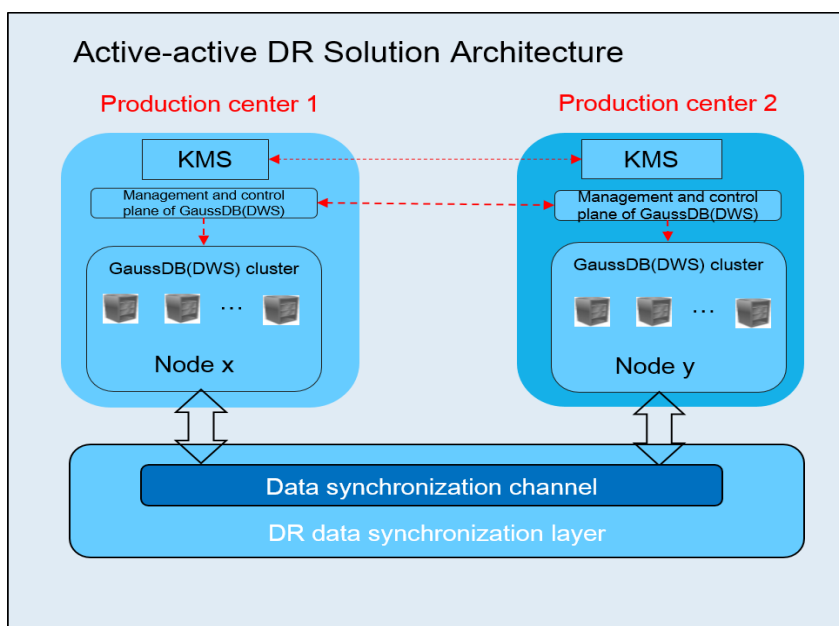 Active-active DR Solution Architecture
Production center 1
Production center 2
KMS
KMS
Management and control
plane of GaussDB(DWS)
Management and control
plane of GaussDB(DWS)
GaussDB(DWS) cluster
GaussDB(DWS) cluster
...
...
Node x
Node y
Data synchronization channel
DR data synchronization layer